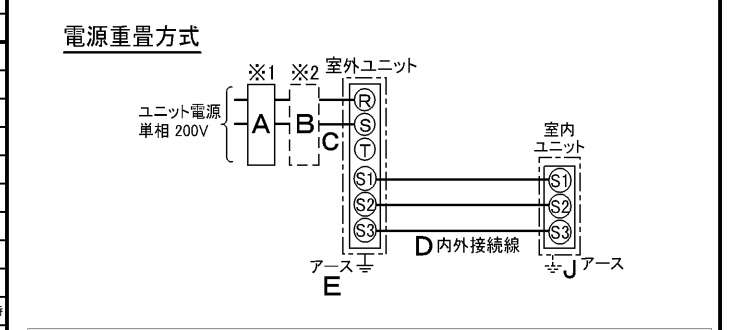 電源重畳方式
※1 ※2 室外ユニット
ユニット電源
単相 200V
A
B
C
R
S
T
S1
S2
S3
室内
ユニット
S1
S2
S3
D 内外接続線
アース
E
J アース